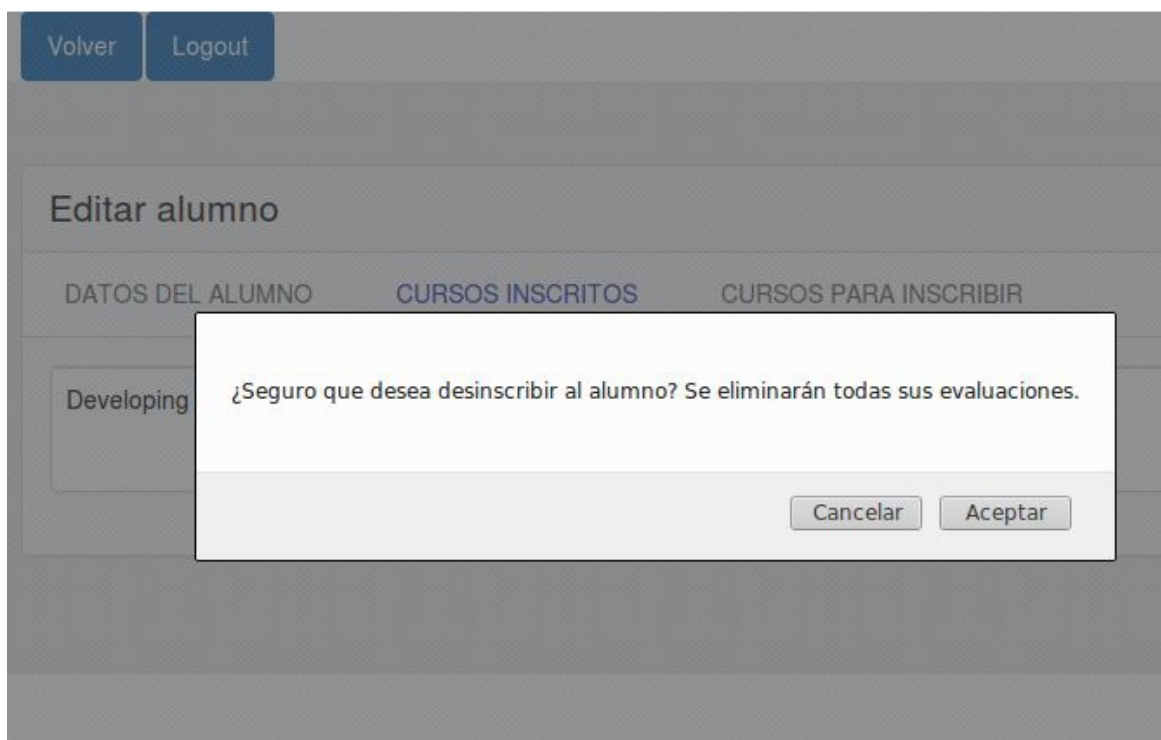 Volver Logout
Editar alumno
DATOS DEL ALUMNO CURSOS INSCRITOS CURSOS PARA INSCRIBIR
Developing
¿Seguro que desea desinscribir al alumno? Se eliminarán todas sus evaluaciones.
Cancelar Aceptar